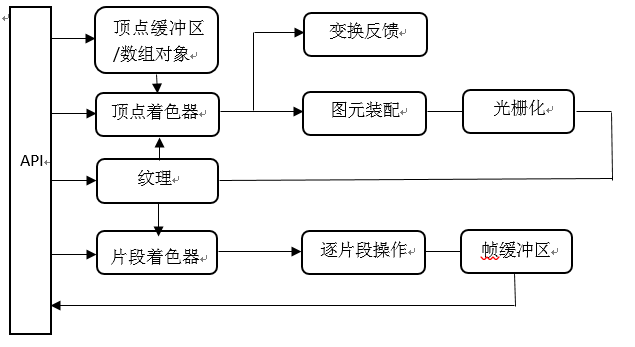 API
顶点缓冲区
/数组对象
变换反馈
顶点着色器
图元装配
光栅化
纹理
片段着色器
逐片段操作
帧缓冲区